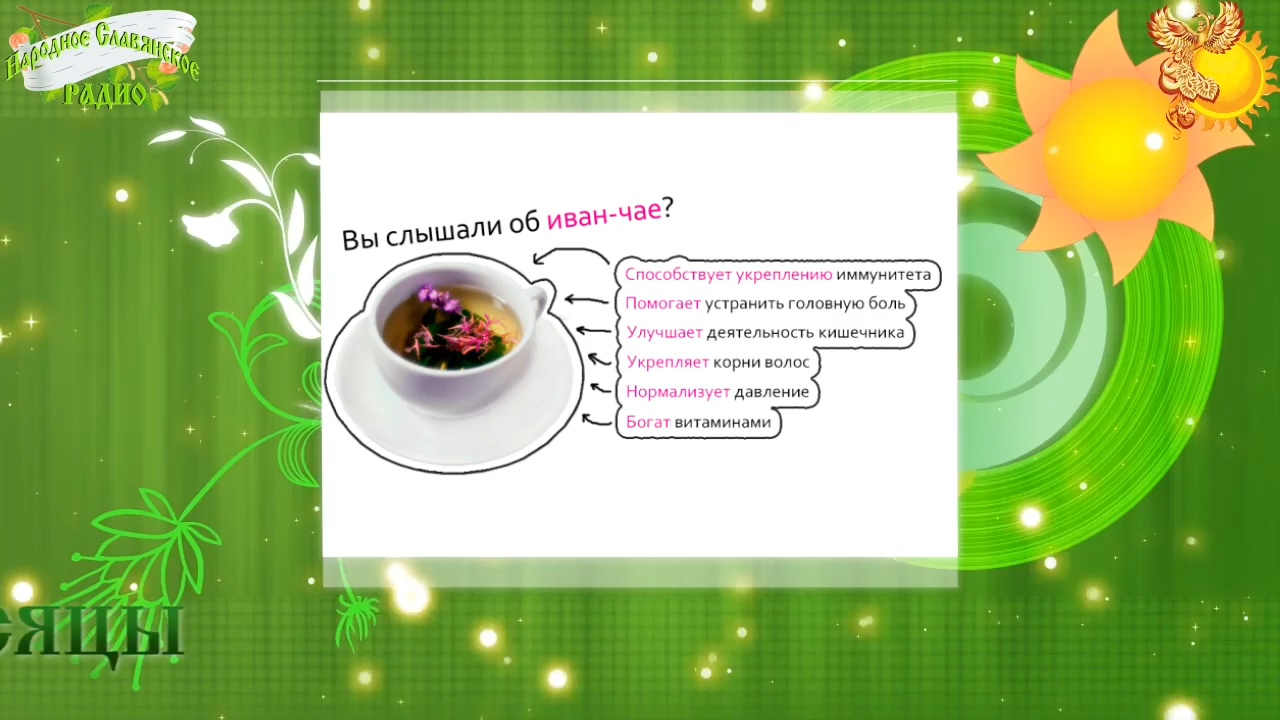 Народное Славянское
РАДИО
Вы слышали об иван-чае?
Способствует укреплению иммунитета
Помогает устранить головную боль
Улучшает деятельность кишечника
Укрепляет корни волос
Нормализует давление
Богат витаминами
сяцы